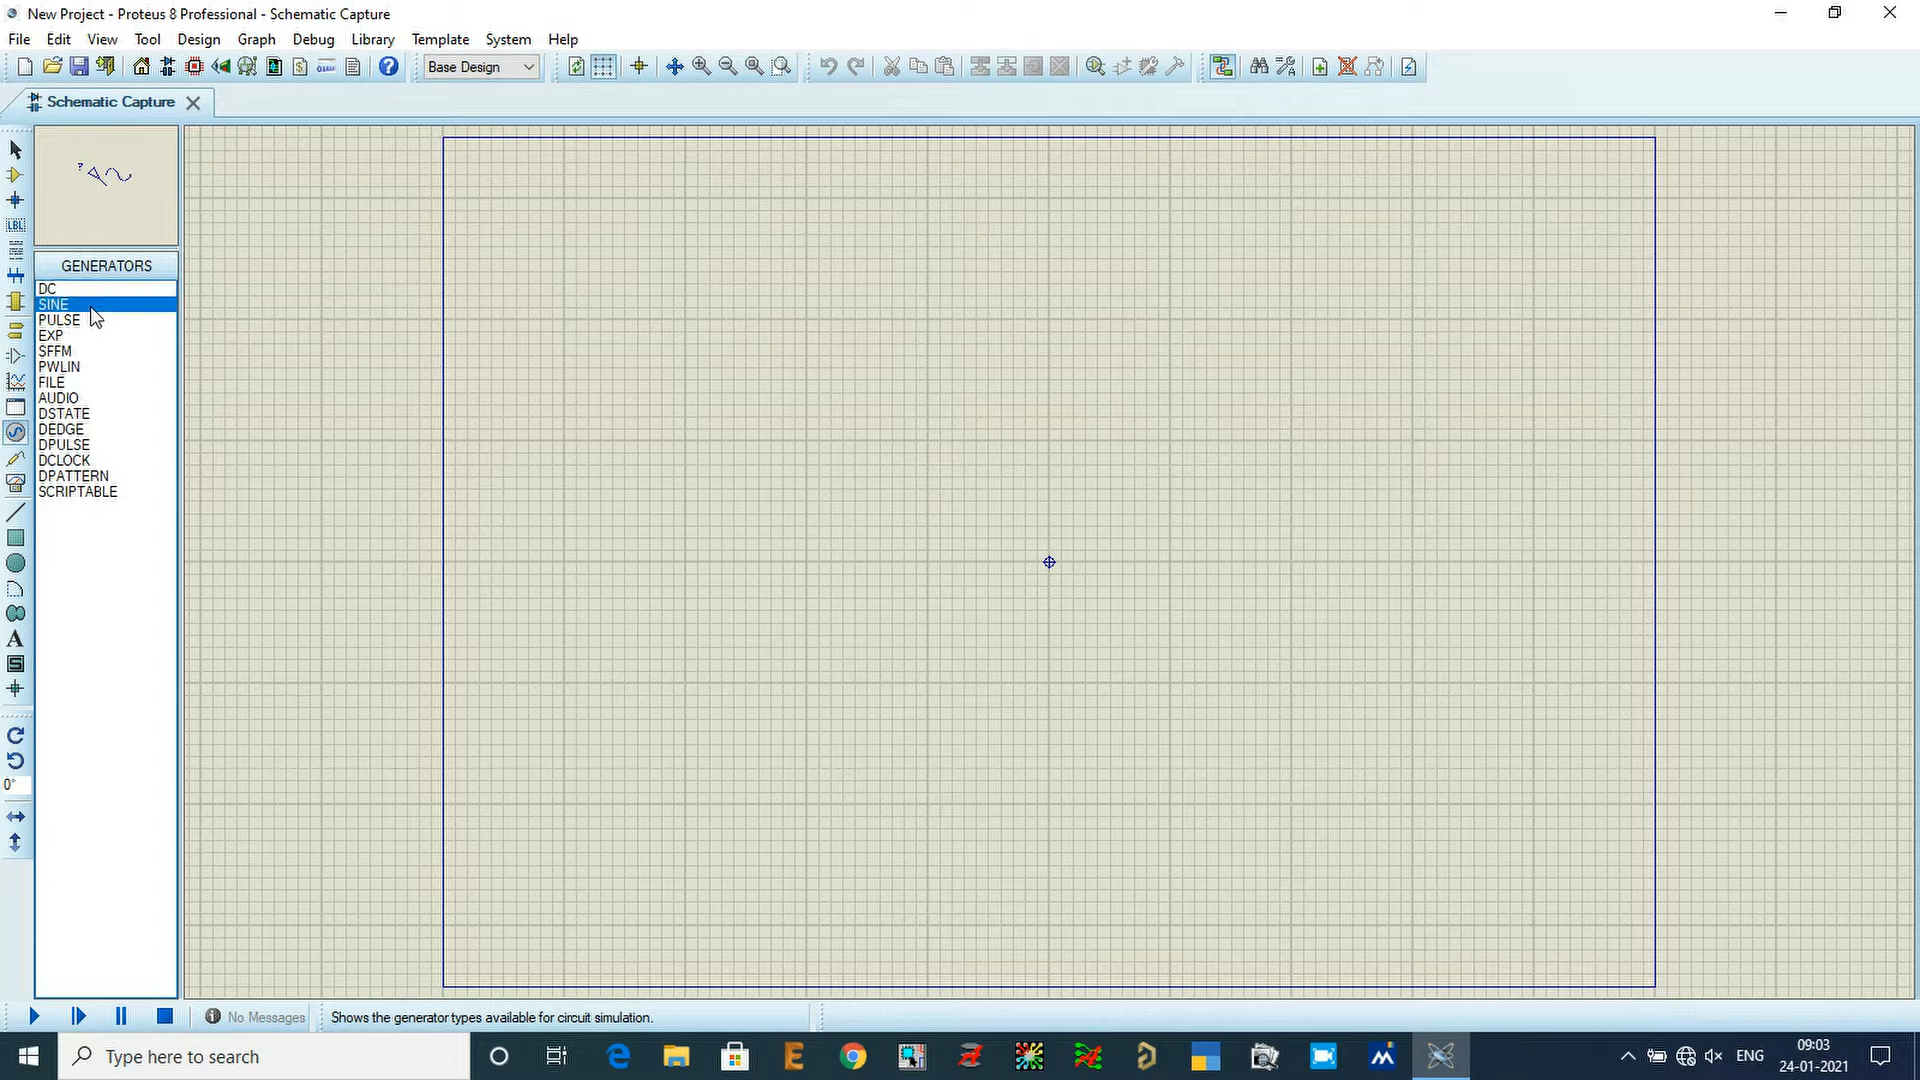 New Project - Proteus 8 Professional - Schematic Capture
File Edit View Tool Design Graph Debug Library Template System Help
Base Design
Schematic Capture
LBL
?
GENERATORS
DC
SINE
PULSE
EXP
SFFM
PWLIN
FILE
AUDIO
DSTATE
DEDGE
DPULSE
DCLOCK
DPATTERN
SCRIPTABLE
A
S
0°
No Messages
Shows the generator types available for circuit simulation.
Type here to search
ENG
09:03
24-01-2021